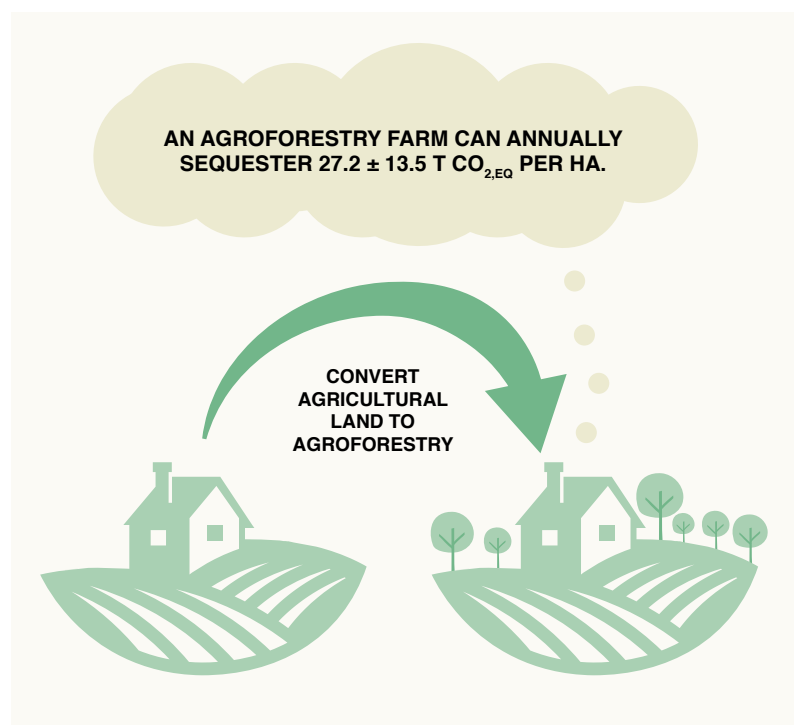 AN AGROFORESTRY FARM CAN ANNUALLY
SEQUESTER 27.2 ± 13.5 T CO2,EQ PER HA.
CONVERT
AGRICULTURAL
LAND TO
AGROFORESTRY